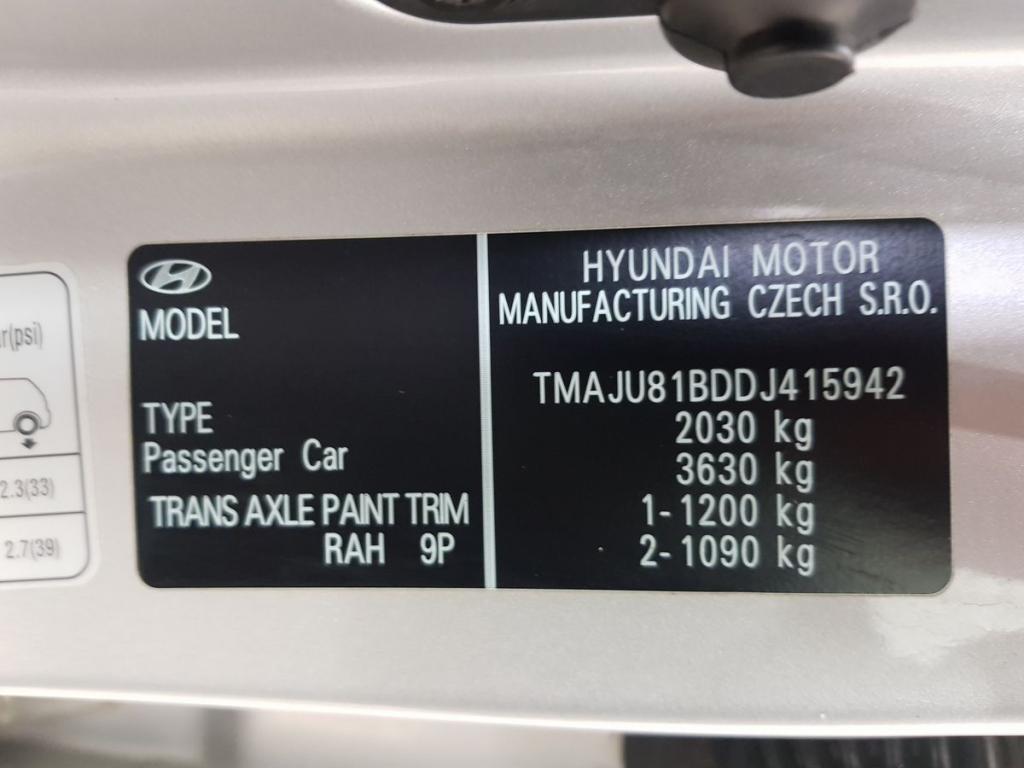 r(psi)
2.3(33)
2.7(39)
MODEL
TYPE
Passenger Car
TRANS AXLE PAINT TRIM
RAH 9P
HYUNDAI MOTOR
MANUFACTURING CZECH S.R.O.
TMAJU81BDDJ415942
2030 kg
3630 kg
1-1200 kg
2-1090 kg